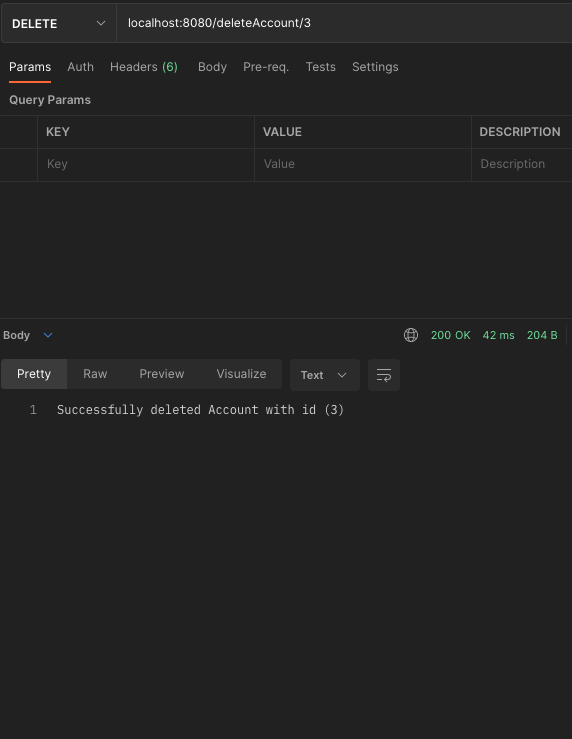 DELETE localhost:8080/deleteAccount/3
Params Auth Headers (6) Body Pre-req. Tests Settings
Query Params
KEY VALUE DESCRIPTION
Key Value Description
Body 200 OK 42 ms 204 B
Pretty Raw Preview Visualize Text
1 Successfully deleted Account with id (3)